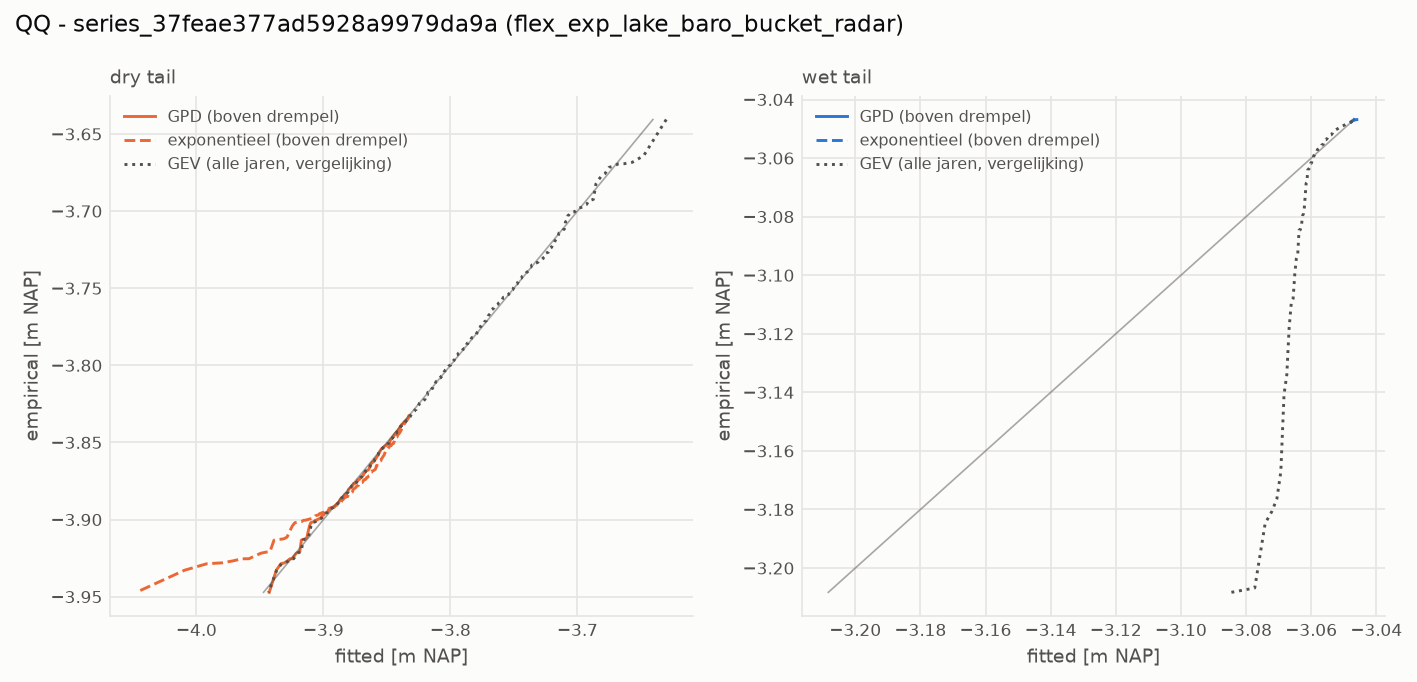 QQ - series_37feae377ad5928a9979da9a (flex_exp_lake_baro_bucket_radar)
dry tail
GPD (boven drempel)
exponentieel (boven drempel)
GEV (alle jaren, vergelijking)
empirical [m NAP]
−3.65
−3.70
−3.75
−3.80
−3.85
−3.90
−3.95
−4.0 −3.9 −3.8 −3.7
fitted [m NAP]
wet tail
GPD (boven drempel)
exponentieel (boven drempel)
GEV (alle jaren, vergelijking)
empirical [m NAP]
−3.04
−3.06
−3.08
−3.10
−3.12
−3.14
−3.16
−3.18
−3.20
−3.20 −3.18 −3.16 −3.14 −3.12 −3.10 −3.08 −3.06 −3.04
fitted [m NAP]